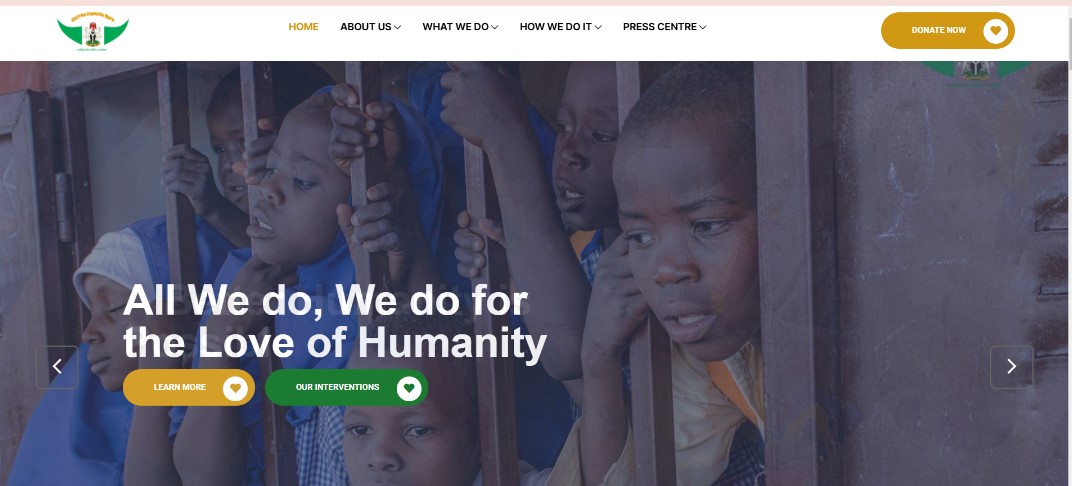 HOME
ABOUT US
WHAT WE DO
HOW WE DO IT
PRESS CENTRE
DONATE NOW
All We do, We do for
the Love of Humanity
LEARN MORE
OUR INTERVENTIONS